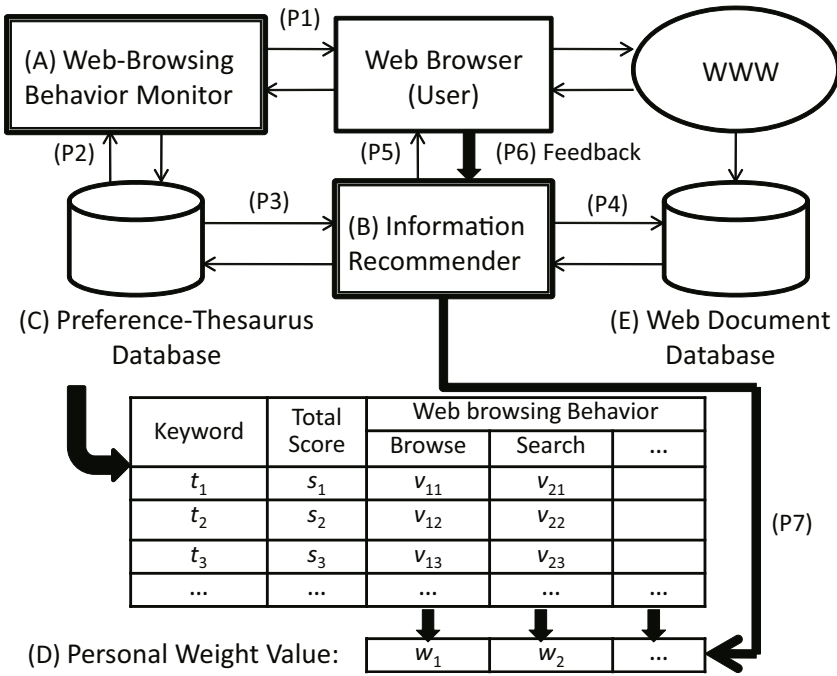 (P1)
(A) Web-Browsing
Behavior Monitor
Web Browser
(User)
WWW
(P2)
(P5)
(P6) Feedback
(P3)
(B) Information
Recommender
(P4)
(C) Preference-Thesaurus
Database
(E) Web Document
Database
Keyword
Total
Score
Web browsing Behavior
Browse
Search
...
t1 s1 v11 v21
t2 s2 v12 v22
t3 s3 v13 v23
... ... ... ... ...
(P7)
(D) Personal Weight Value: w1 w2 ...